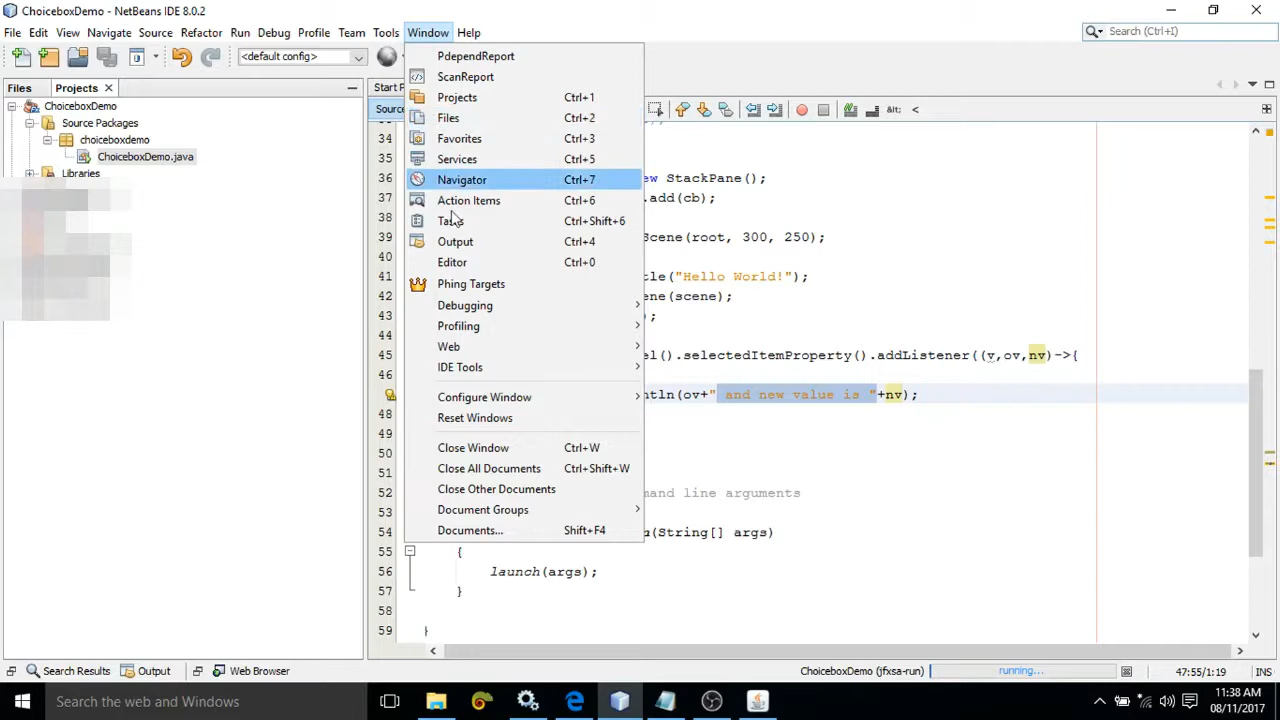 ChoiceboxDemo - NetBeans IDE 8.0.2
File Edit View Navigate Source Refactor Run Debug Profile Team Tools Window Help
Search (Ctrl+I)
<default config>
Files Projects
ChoiceboxDemo
Source Packages
choiceboxdemo
ChoiceboxDemo.java
Libraries
PdependReport
ScanReport
Projects Ctrl+1
Files Ctrl+2
Favorites Ctrl+3
Services Ctrl+5
Navigator Ctrl+7
Action Items Ctrl+6
Tasks Ctrl+Shift+6
Output Ctrl+4
Editor Ctrl+0
Phing Targets
Debugging
Profiling
Web
IDE Tools
Configure Window
Reset Windows
Close Window Ctrl+W
Close All Documents Ctrl+Shift+W
Close Other Documents
Document Groups
Documents... Shift+F4
Start P
Source
34
35
36 ew StackPane();
37 .add(cb);
38
39 Scene(root, 300, 250);
40
41 tle("Hello World!");
42 ene(scene);
43 );
44
45 el().selectedItemProperty().addListener((v,ov,nv)->{
46
ntln(ov+" and new value is "+nv);
48
49
50
51
52 mand line arguments
53
54 (String[] args)
55 {
56 launch(args);
57 }
58
59 }
Search Results Output Web Browser
ChoiceboxDemo (jfxsa-run) running... 47:55/1:19 INS
Search the web and Windows
11:38 AM
08/11/2017